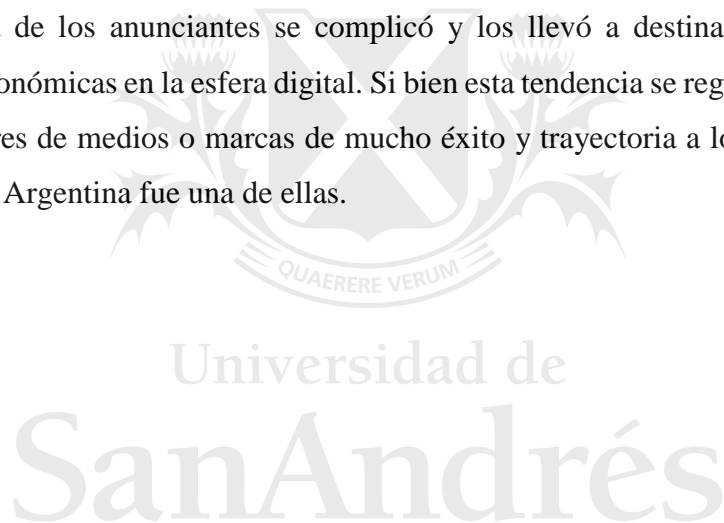 de los anunciantes se complicó y los llevó a destina
onómicas en la esfera digital. Si bien esta tendencia se reg
res de medios o marcas de mucho éxito y trayectoria a lo
Argentina fue una de ellas.
QUAERERE VERUM
Universidad de
SanAndrés